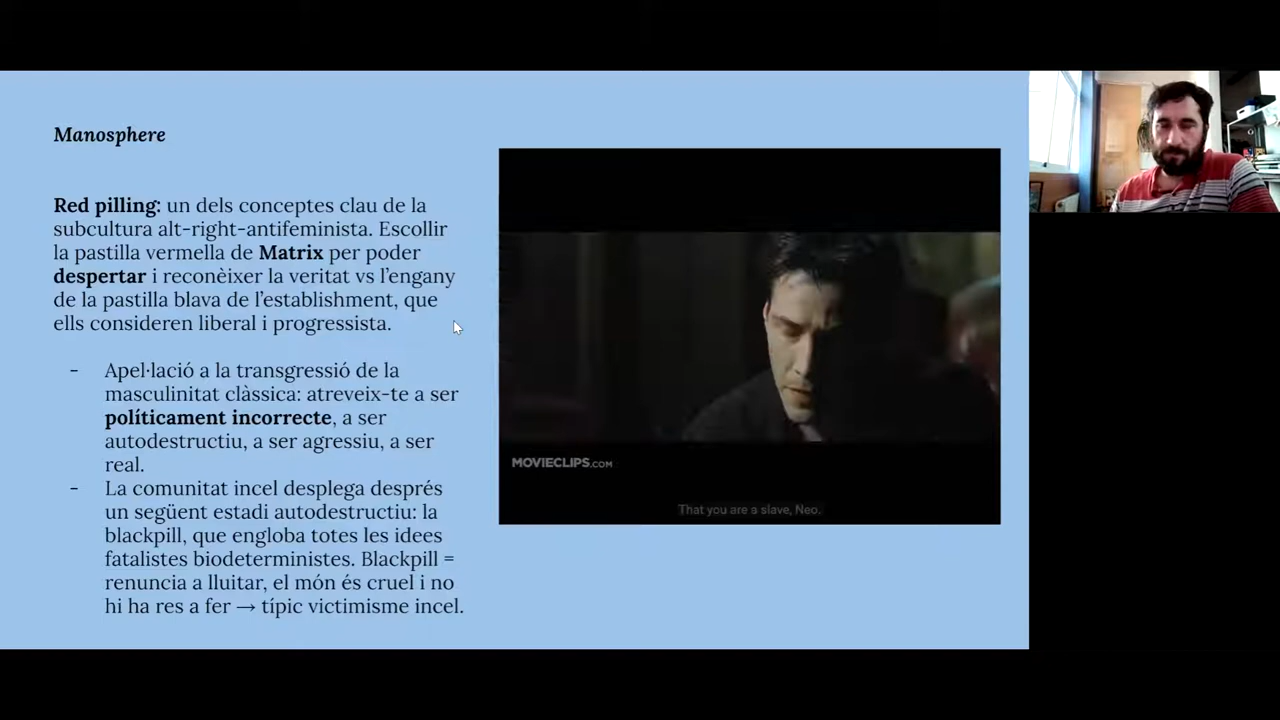 Manosphere
Red pilling: un dels conceptes clau de la
subcultura alt-right-antifeminista. Escollir
la pastilla vermella de Matrix per poder
despertar i reconèixer la veritat vs l’engany
de la pastilla blava de l’establishment, que
ells consideren liberal i progressista.
- Apel·lació a la transgressió de la
masculinitat clàssica: atreveix-te a ser
políticament incorrecte, a ser
autodestructiu, a ser agressiu, a ser
real.
- La comunitat incel desplega després
un següent estadi autodestructiu: la
blackpill, que engloba totes les idees
fatalistes biodeterministes. Blackpill =
renuncia a lluitar, el món és cruel i no
hi ha res a fer → típic victimisme incel.
MOVIECLIPS.COM
That you are a slave, Neo.